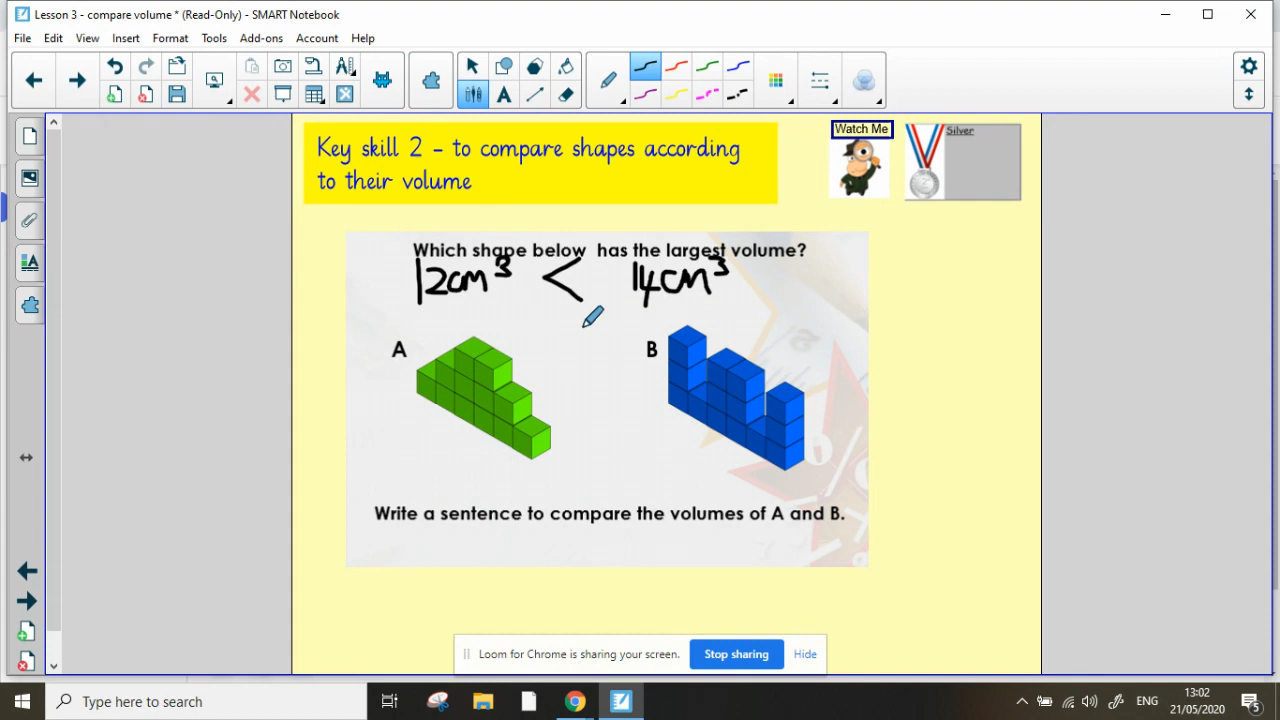 Lesson 3 - compare volume * (Read-Only) - SMART Notebook
File Edit View Insert Format Tools Add-ons Account Help
Key skill 2 – to compare shapes according
to their volume
Watch Me
Silver
Which shape below has the largest volume?
12cm³ < 14cm³
A
B
Write a sentence to compare the volumes of A and B.
Loom for Chrome is sharing your screen. Stop sharing Hide
Type here to search
ENG
13:02
21/05/2020
5